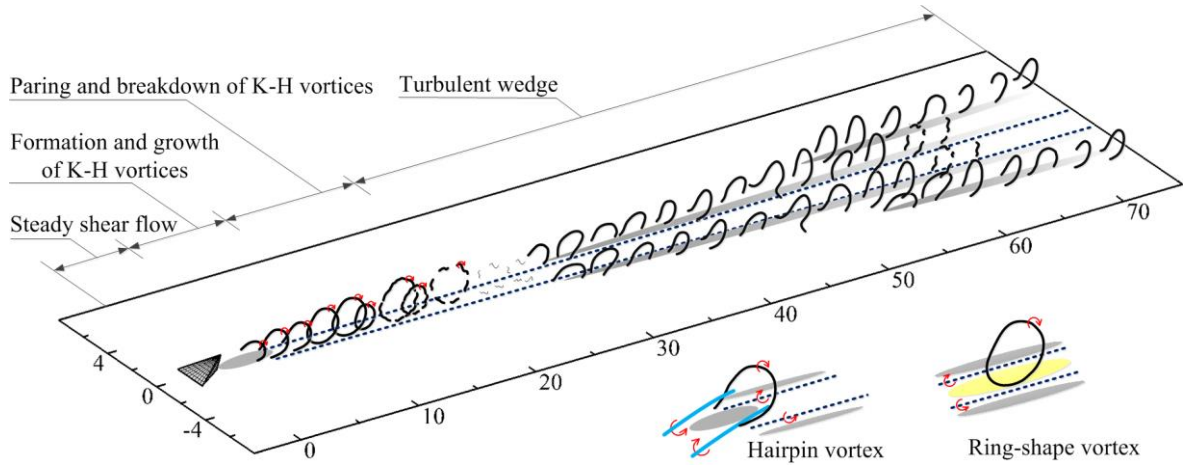 Paring and breakdown of K-H vortices
Turbulent wedge
Formation and growth
of K-H vortices
Steady shear flow
4
0
-4
0
10
20
30
40
50
60
70
Hairpin vortex
Ring-shape vortex